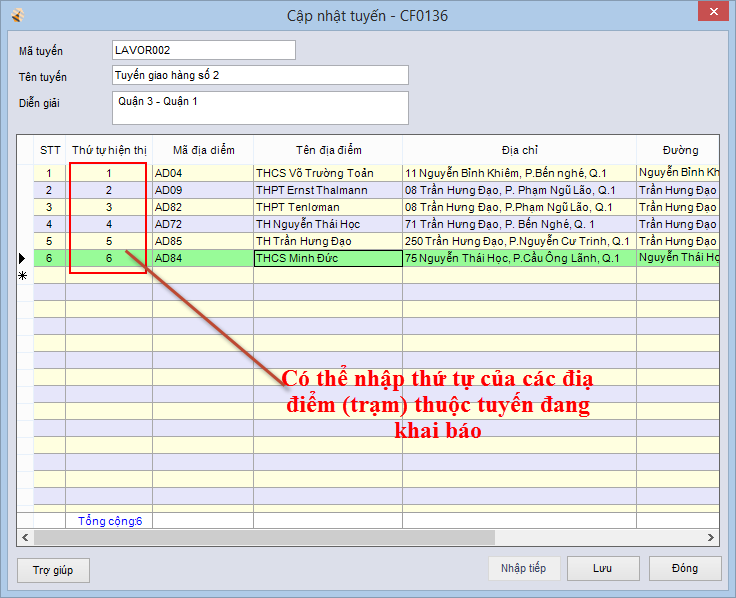 Cập nhật tuyến - CF0136
Mã tuyến LAVOR002
Tên tuyến Tuyến giao hàng số 2
Diễn giải Quận 3 - Quận 1
STT Thứ tự hiện thị Mã địa diểm Tên địa điểm Địa chỉ Đường
1 1 AD04 THCS Võ Trường Toản 11 Nguyễn Bỉnh Khiêm, P.Bến nghé, Q.1 Nguyễn Bỉnh Kh
2 2 AD09 THPT Ernst Thalmann 08 Trần Hưng Đạo, P. Phạm Ngũ Lão, Q.1 Trần Hưng Đạo
3 3 AD82 THPT Tenloman 08 Trần Hưng Đạo, P.Phạm Ngũ Lão, Q.1 Trần Hưng Đạo
4 4 AD72 TH Nguyễn Thái Học 71 Trần Hưng Đạo, P. Bến Nghé, Q. 1 Trần Hưng Đạo
5 5 AD85 TH Trần Hưng Đạo 250 Trần Hưng Đạo, P.Nguyễn Cư Trinh, Q.1 Trần Hưng Đạo
6 6 AD84 THCS Minh Đức 75 Nguyễn Thái Học, P.Cầu Ông Lãnh, Q.1 Nguyễn Thái Họ
Có thể nhập thứ tự của các địa
điểm (trạm) thuộc tuyến đang
khai báo
Tổng cộng:6
Trợ giúp Nhập tiếp Lưu Đóng